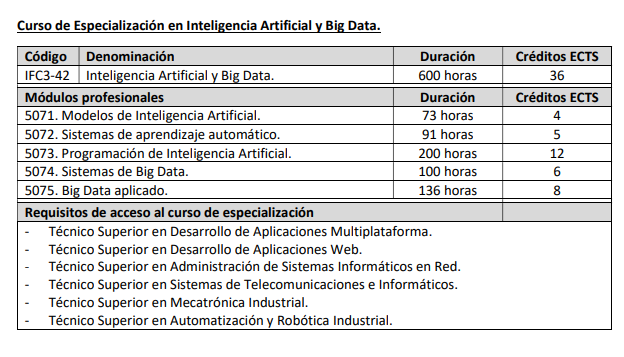 Curso de Especialización en Inteligencia Artificial y Big Data.
Código Denominación Duración Créditos ECTS
IFC3-42 Inteligencia Artificial y Big Data. 600 horas 36
Módulos profesionales Duración Créditos ECTS
5071. Modelos de Inteligencia Artificial. 73 horas 4
5072. Sistemas de aprendizaje automático. 91 horas 5
5073. Programación de Inteligencia Artificial. 200 horas 12
5074. Sistemas de Big Data. 100 horas 6
5075. Big Data aplicado. 136 horas 8
Requisitos de acceso al curso de especialización
- Técnico Superior en Desarrollo de Aplicaciones Multiplataforma.
- Técnico Superior en Desarrollo de Aplicaciones Web.
- Técnico Superior en Administración de Sistemas Informáticos en Red.
- Técnico Superior en Sistemas de Telecomunicaciones e Informáticos.
- Técnico Superior en Mecatrónica Industrial.
- Técnico Superior en Automatización y Robótica Industrial.